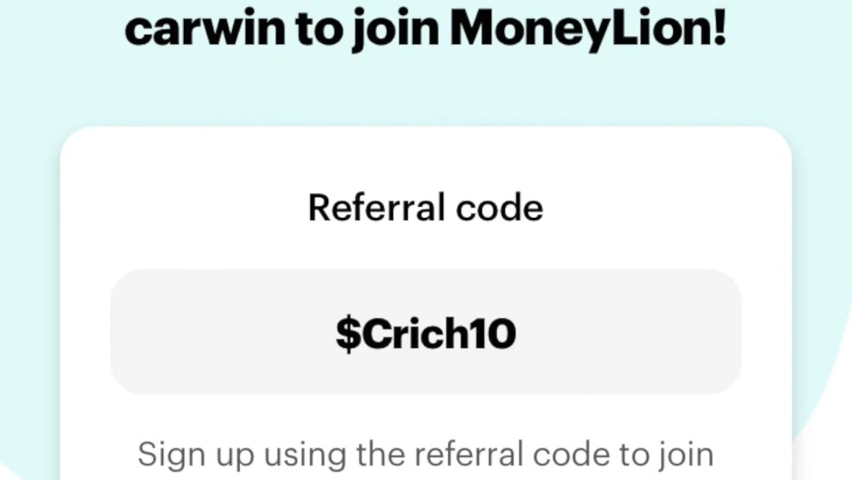 carwin to join MoneyLion!
Referral code
$Crich10
Sign up using the referral code to join